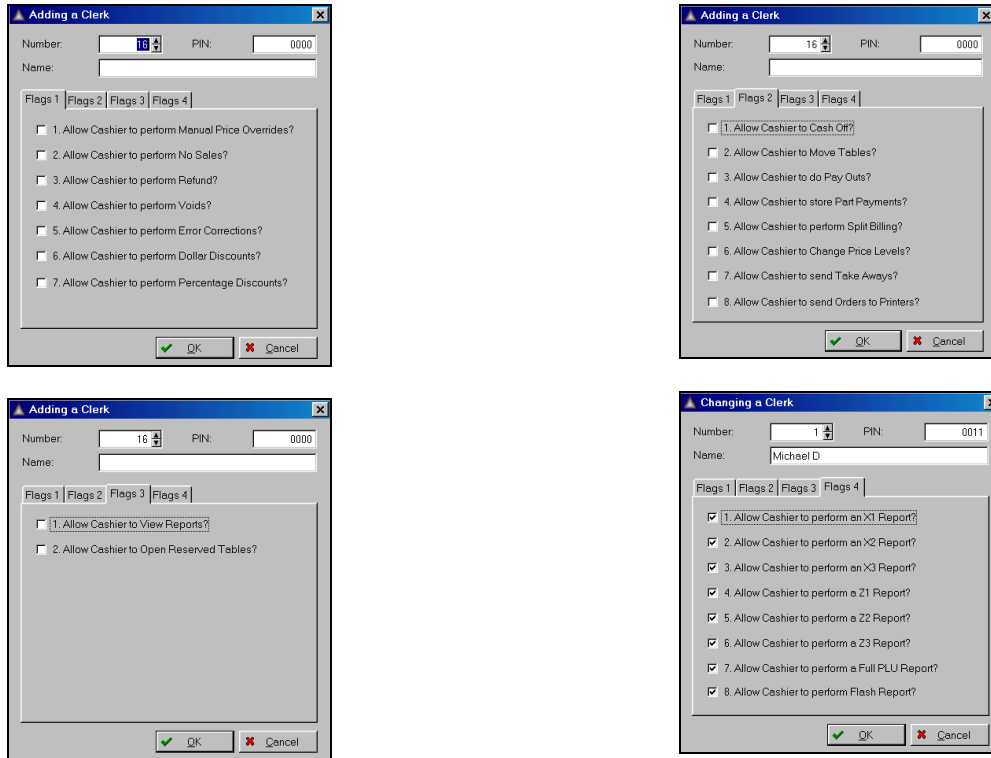 Adding a Clerk
Number: 16 PIN: 0000
Name:
Flags 1 Flags 2 Flags 3 Flags 4
1. Allow Cashier to perform Manual Price Overrides?
2. Allow Cashier to perform No Sales?
3. Allow Cashier to perform Refund?
4. Allow Cashier to perform Voids?
5. Allow Cashier to perform Error Corrections?
6. Allow Cashier to perform Dollar Discounts?
7. Allow Cashier to perform Percentage Discounts?
OK Cancel
Adding a Clerk
Number: 16 PIN: 0000
Name:
Flags 1 Flags 2 Flags 3 Flags 4
1. Allow Cashier to Cash Off?
2. Allow Cashier to Move Tables?
3. Allow Cashier to do Pay Outs?
4. Allow Cashier to store Part Payments?
5. Allow Cashier to perform Split Billing?
6. Allow Cashier to Change Price Levels?
7. Allow Cashier to send Take Aways?
8. Allow Cashier to send Orders to Printers?
OK Cancel
Adding a Clerk
Number: 16 PIN: 0000
Name:
Flags 1 Flags 2 Flags 3 Flags 4
1. Allow Cashier to View Reports?
2. Allow Cashier to Open Reserved Tables?
OK Cancel
Changing a Clerk
Number: 1 PIN: 0011
Name: Michael D
Flags 1 Flags 2 Flags 3 Flags 4
1. Allow Cashier to perform an X1 Report?
2. Allow Cashier to perform an X2 Report?
3. Allow Cashier to perform an X3 Report?
4. Allow Cashier to perform a Z1 Report?
5. Allow Cashier to perform a Z2 Report?
6. Allow Cashier to perform a Z3 Report?
7. Allow Cashier to perform a Full PLU Report?
8. Allow Cashier to perform Flash Report?
OK Cancel